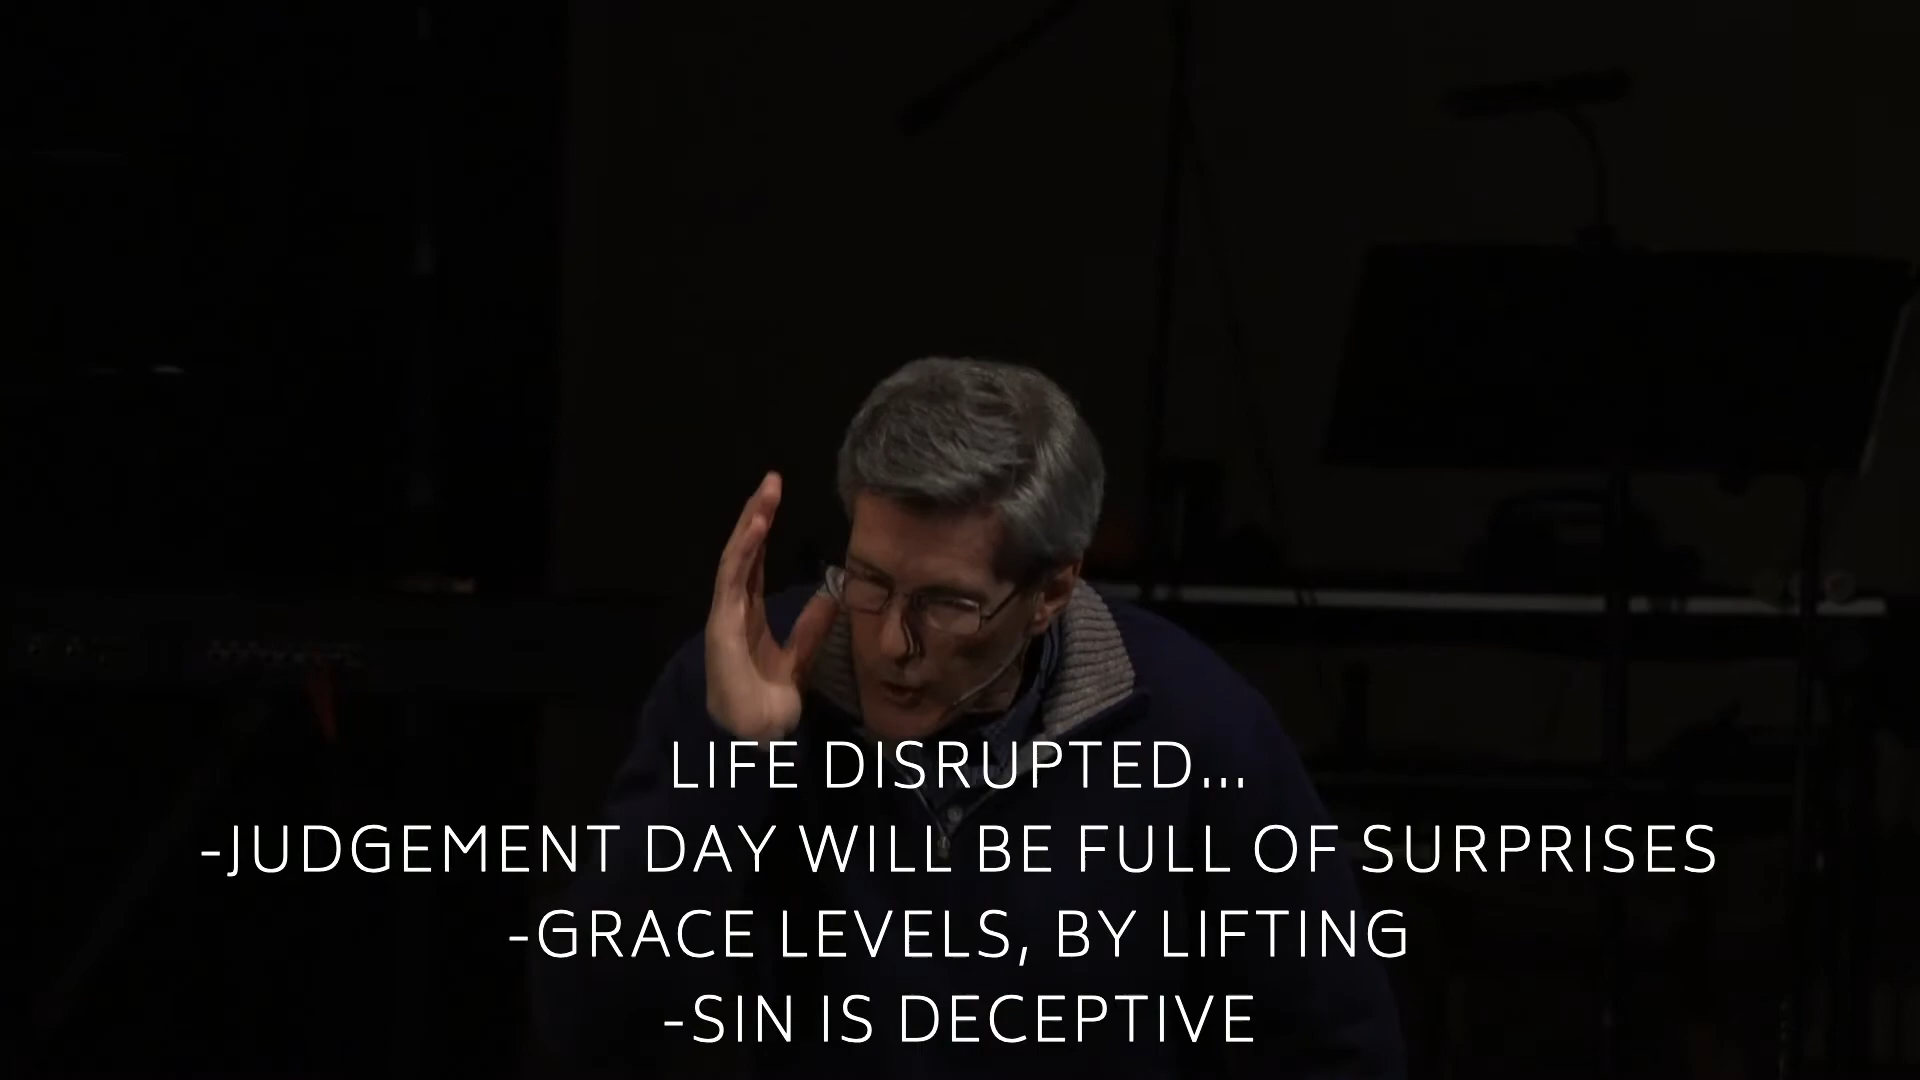 LIFE DISRUPTED...
-JUDGEMENT DAY WILL BE FULL OF SURPRISES
-GRACE LEVELS, BY LIFTING
-SIN IS DECEPTIVE